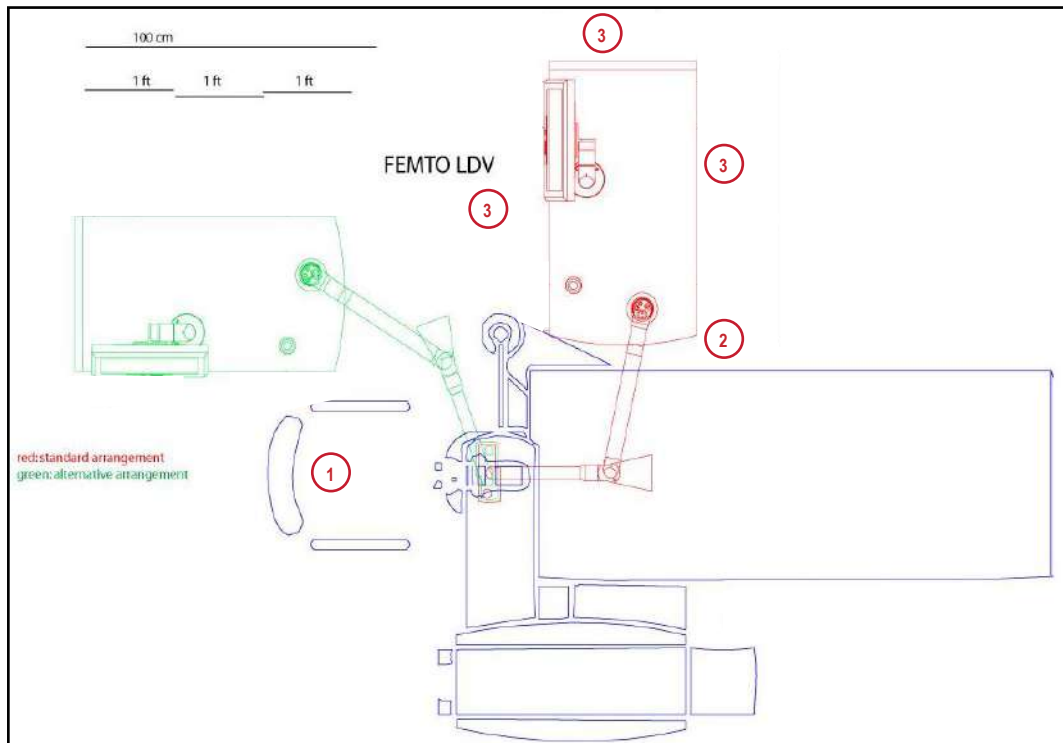 100 cm
1 ft 1 ft 1 ft
3
FEMTO LDV
3
3
2
red: standard arrangement
green: alternative arrangement
1